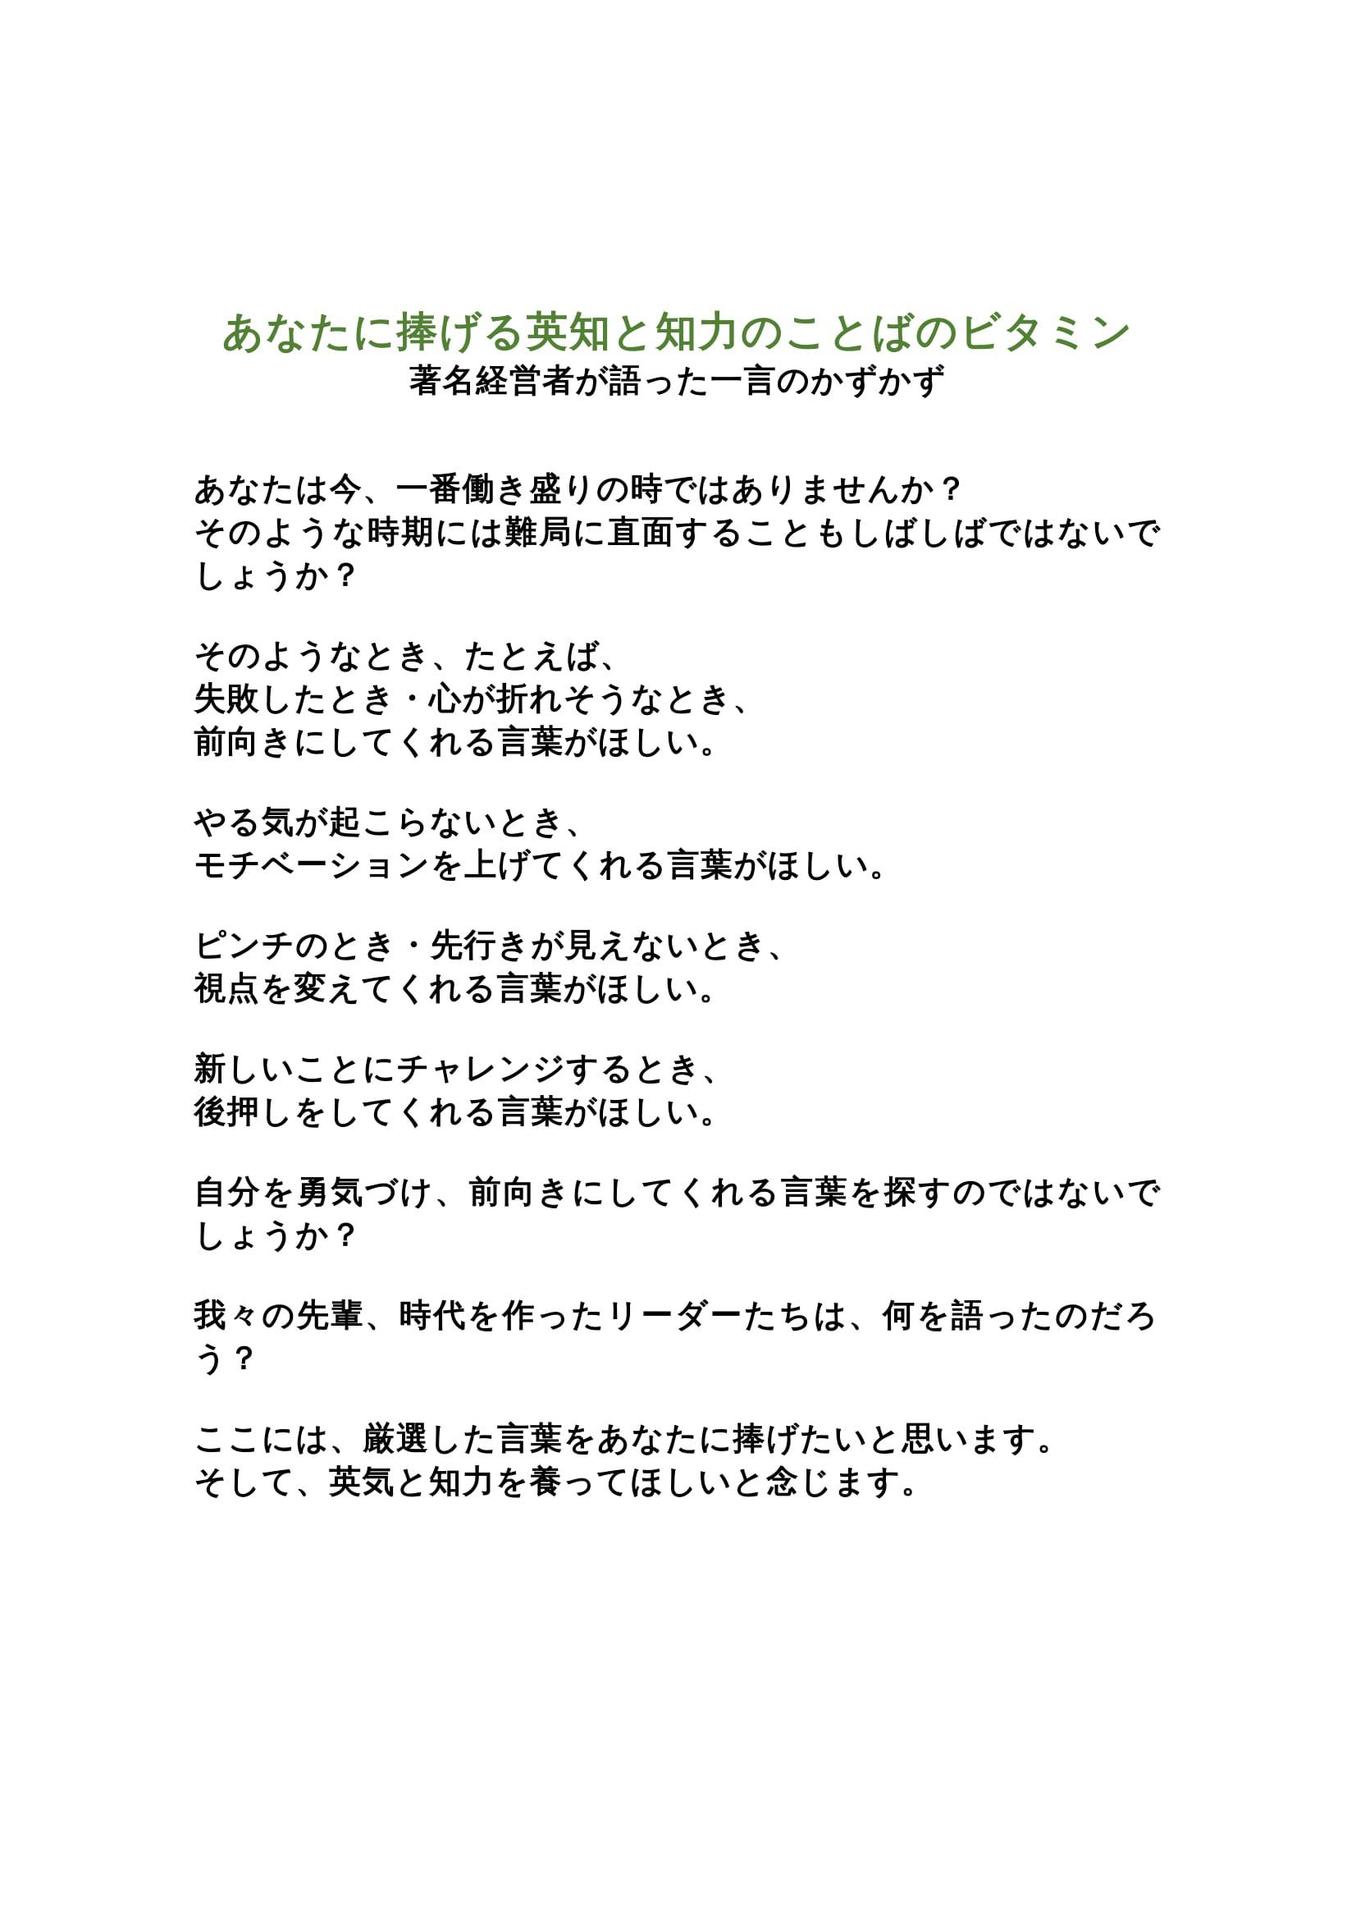 あなたに捧げる英知と知力のことばのビタミン
著名経営者が語った一言のかずかず
あなたは今、一番働き盛りの時ではありませんか？
そのような時期には難局に直面することもしばしばではないで
しょうか？
そのようなとき、たとえば、
失敗したとき・心が折れそうなとき、
前向きにしてくれる言葉がほしい。
やる気が起こらないとき、
モチベーションを上げてくれる言葉がほしい。
ピンチのとき・先行きが見えないとき、
視点を変えてくれる言葉がほしい。
新しいことにチャレンジするとき、
後押しをしてくれる言葉がほしい。
自分を勇気づけ、前向きにしてくれる言葉を探すのではないで
しょうか？
我々の先輩、時代を作ったリーダーたちは、何を語ったのだろ
う？
ここには、厳選した言葉をあなたに捧げたいと思います。
そして、英気と知力を養ってほしいと念じます。